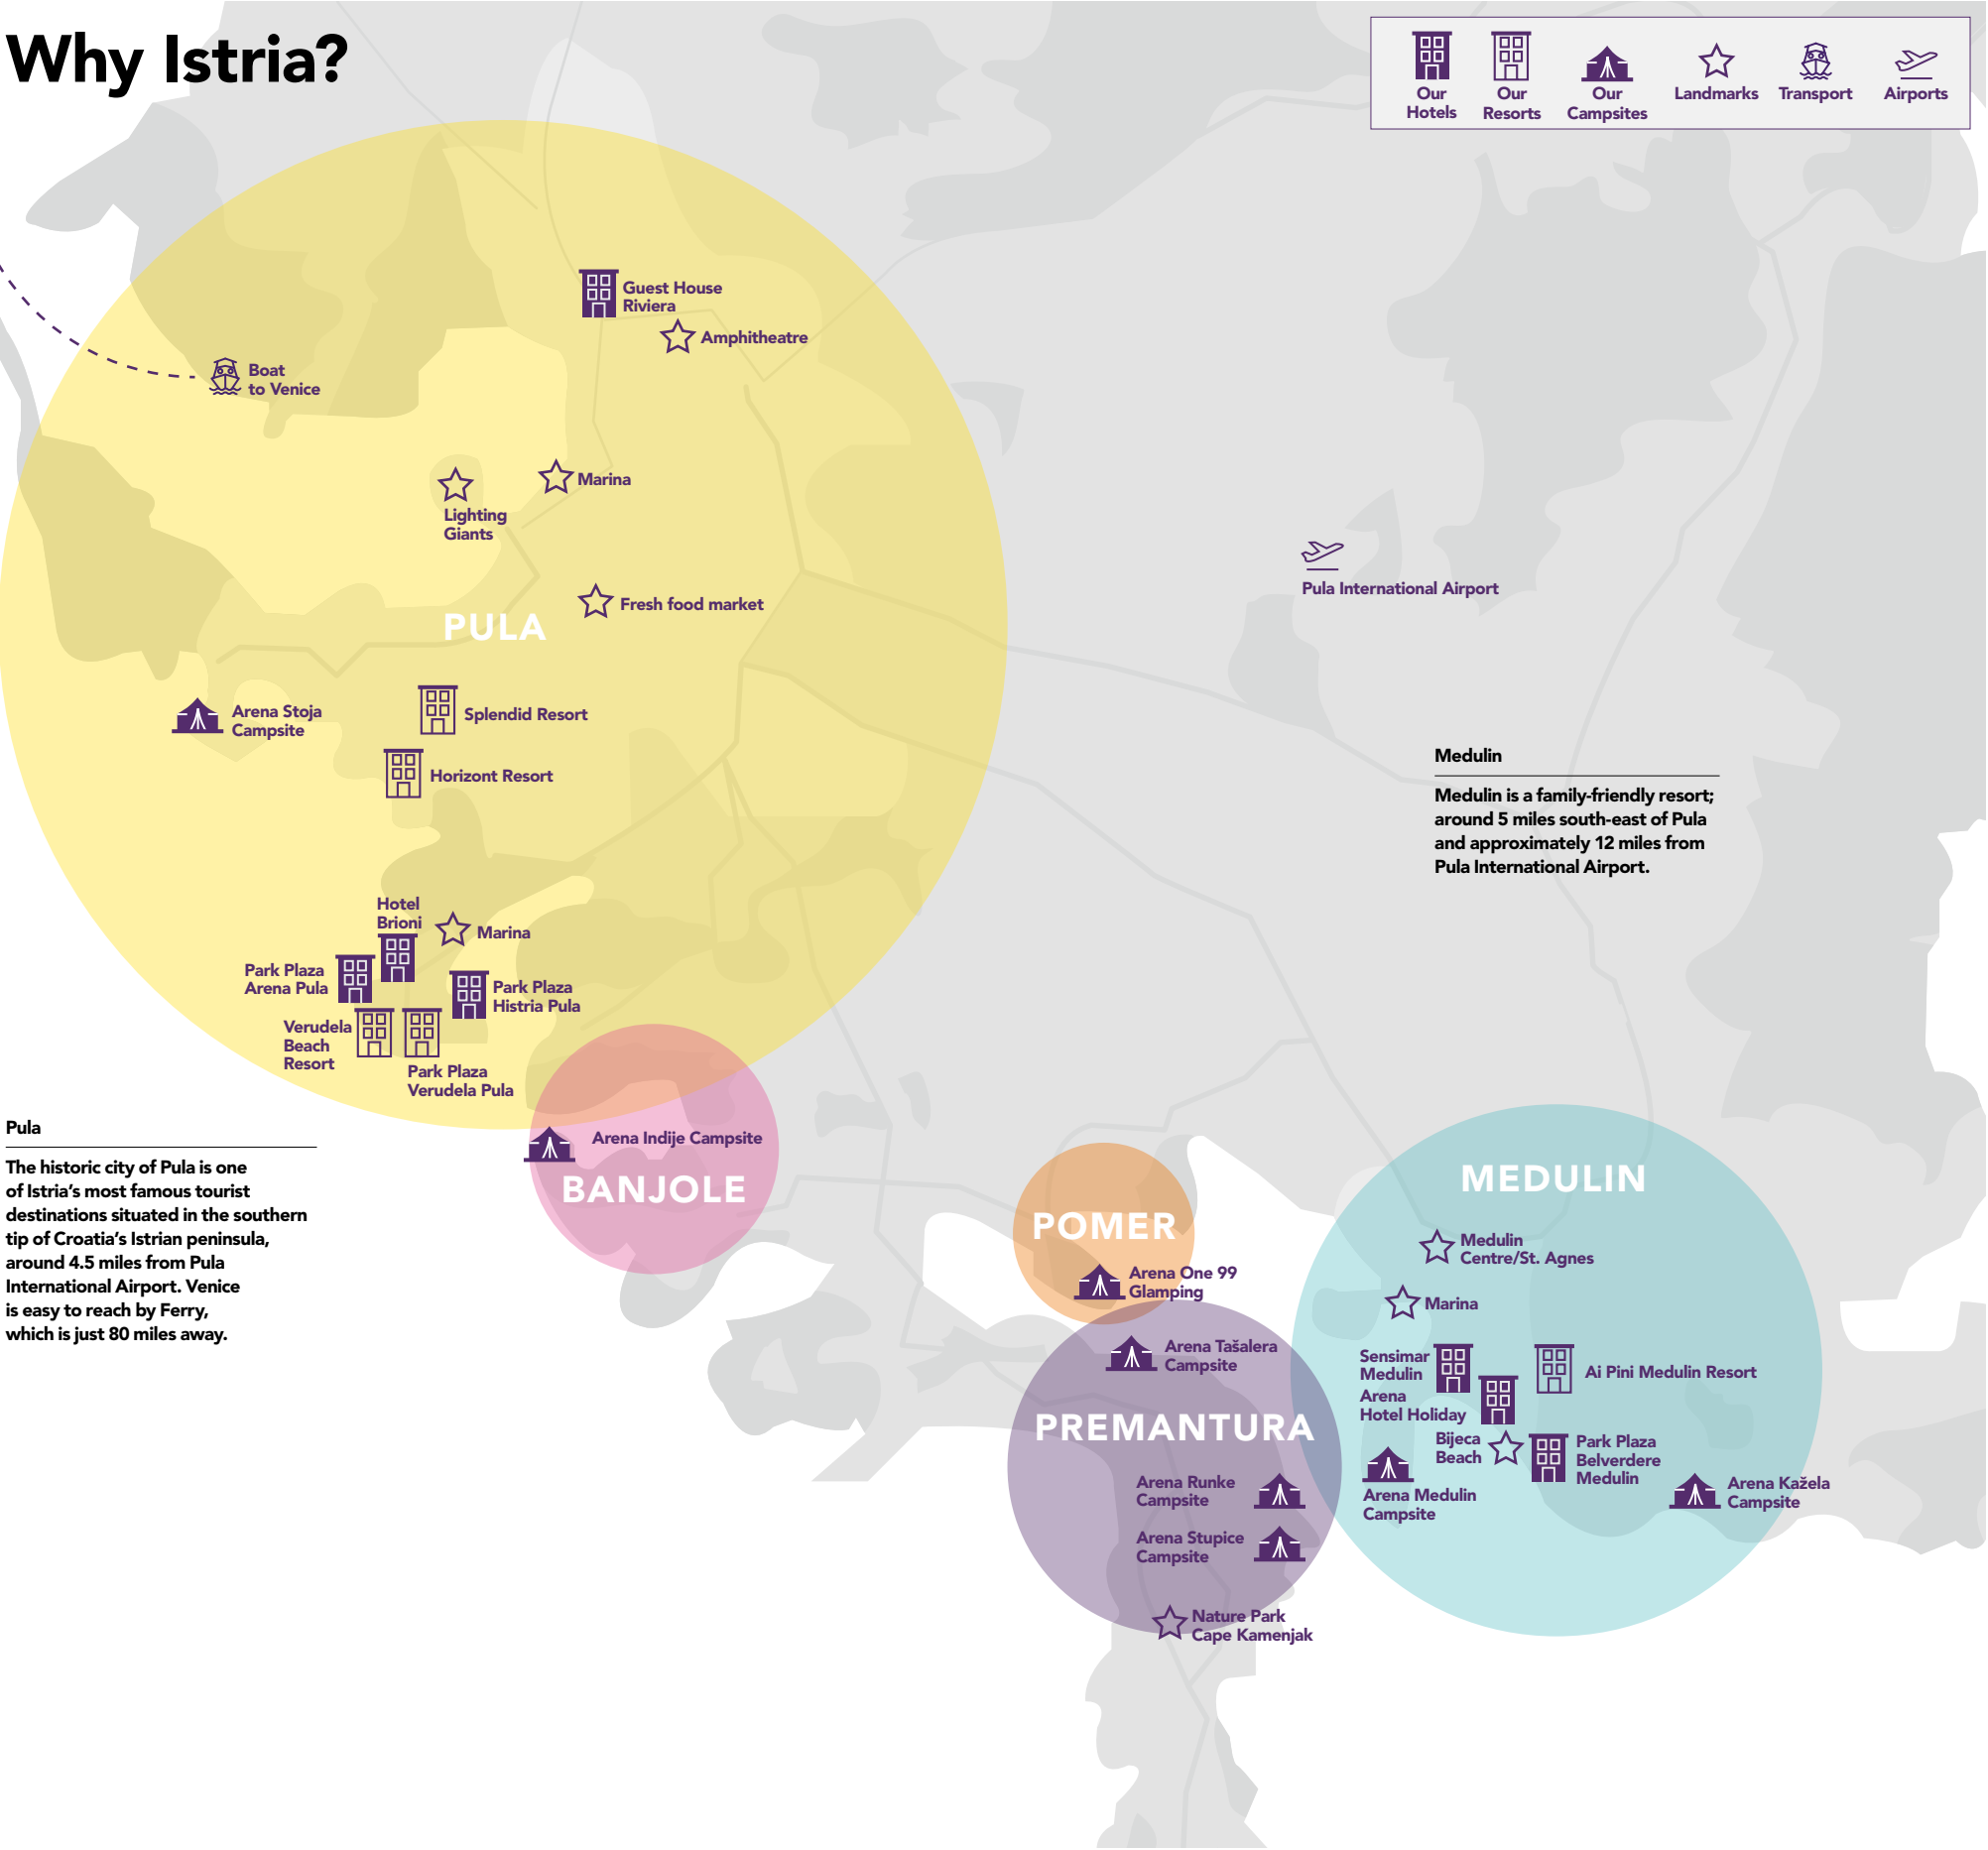 Why Istria?
Our
Hotels
Our
Resorts
Our
Campsites
Landmarks
Transport
Airports
Guest House
Riviera
Amphitheatre
Boat
to Venice
Marina
Lighting
Giants
Fresh food market
PULA
Pula International Airport
Arena Stoja
Campsite
Splendid Resort
Horizont Resort
Medulin
Medulin is a family-friendly resort;
around 5 miles south-east of Pula
and approximately 12 miles from
Pula International Airport.
Hotel
Brioni
Marina
Park Plaza
Arena Pula
Park Plaza
Histria Pula
Verudela
Beach
Resort
Park Plaza
Verudela Pula
Pula
The historic city of Pula is one
of Istria’s most famous tourist
destinations situated in the southern
tip of Croatia’s Istrian peninsula,
around 4.5 miles from Pula
International Airport. Venice
is easy to reach by Ferry,
which is just 80 miles away.
Arena Indije Campsite
BANJOLE
POMER
Arena One 99
Glamping
MEDULIN
Medulin
Centre/St. Agnes
Marina
Arena Tašalera
Campsite
PREMANTURA
Arena Runke
Campsite
Arena Stupice
Campsite
Nature Park
Cape Kamenjak
Sensimar
Medulin
Ai Pini Medulin Resort
Arena
Hotel Holiday
Bijeca
Beach
Park Plaza
Belverdere
Medulin
Arena Medulin
Campsite
Arena Kažela
Campsite